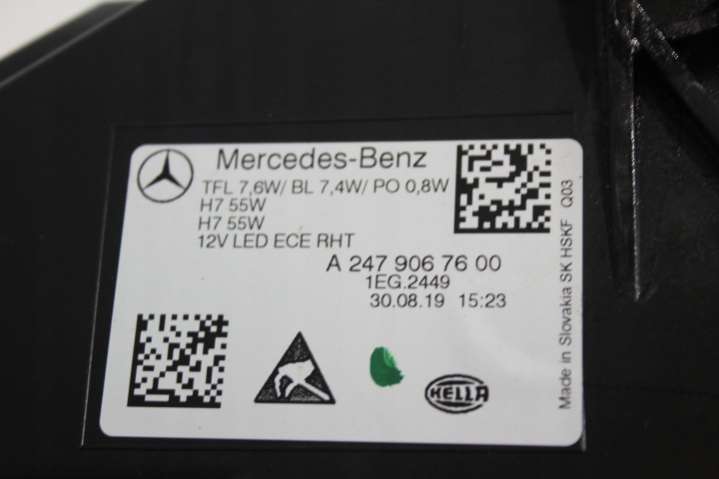 Mercedes-Benz
TFL 7,6W/ BL 7,4W/ PO 0,8W
H7 55W
H7 55W
12V LED ECE RHT
A 247 906 76 00
1EG.2449
30.08.19 15:23
HELLA
Made in Slovakia SK HSKF Q03